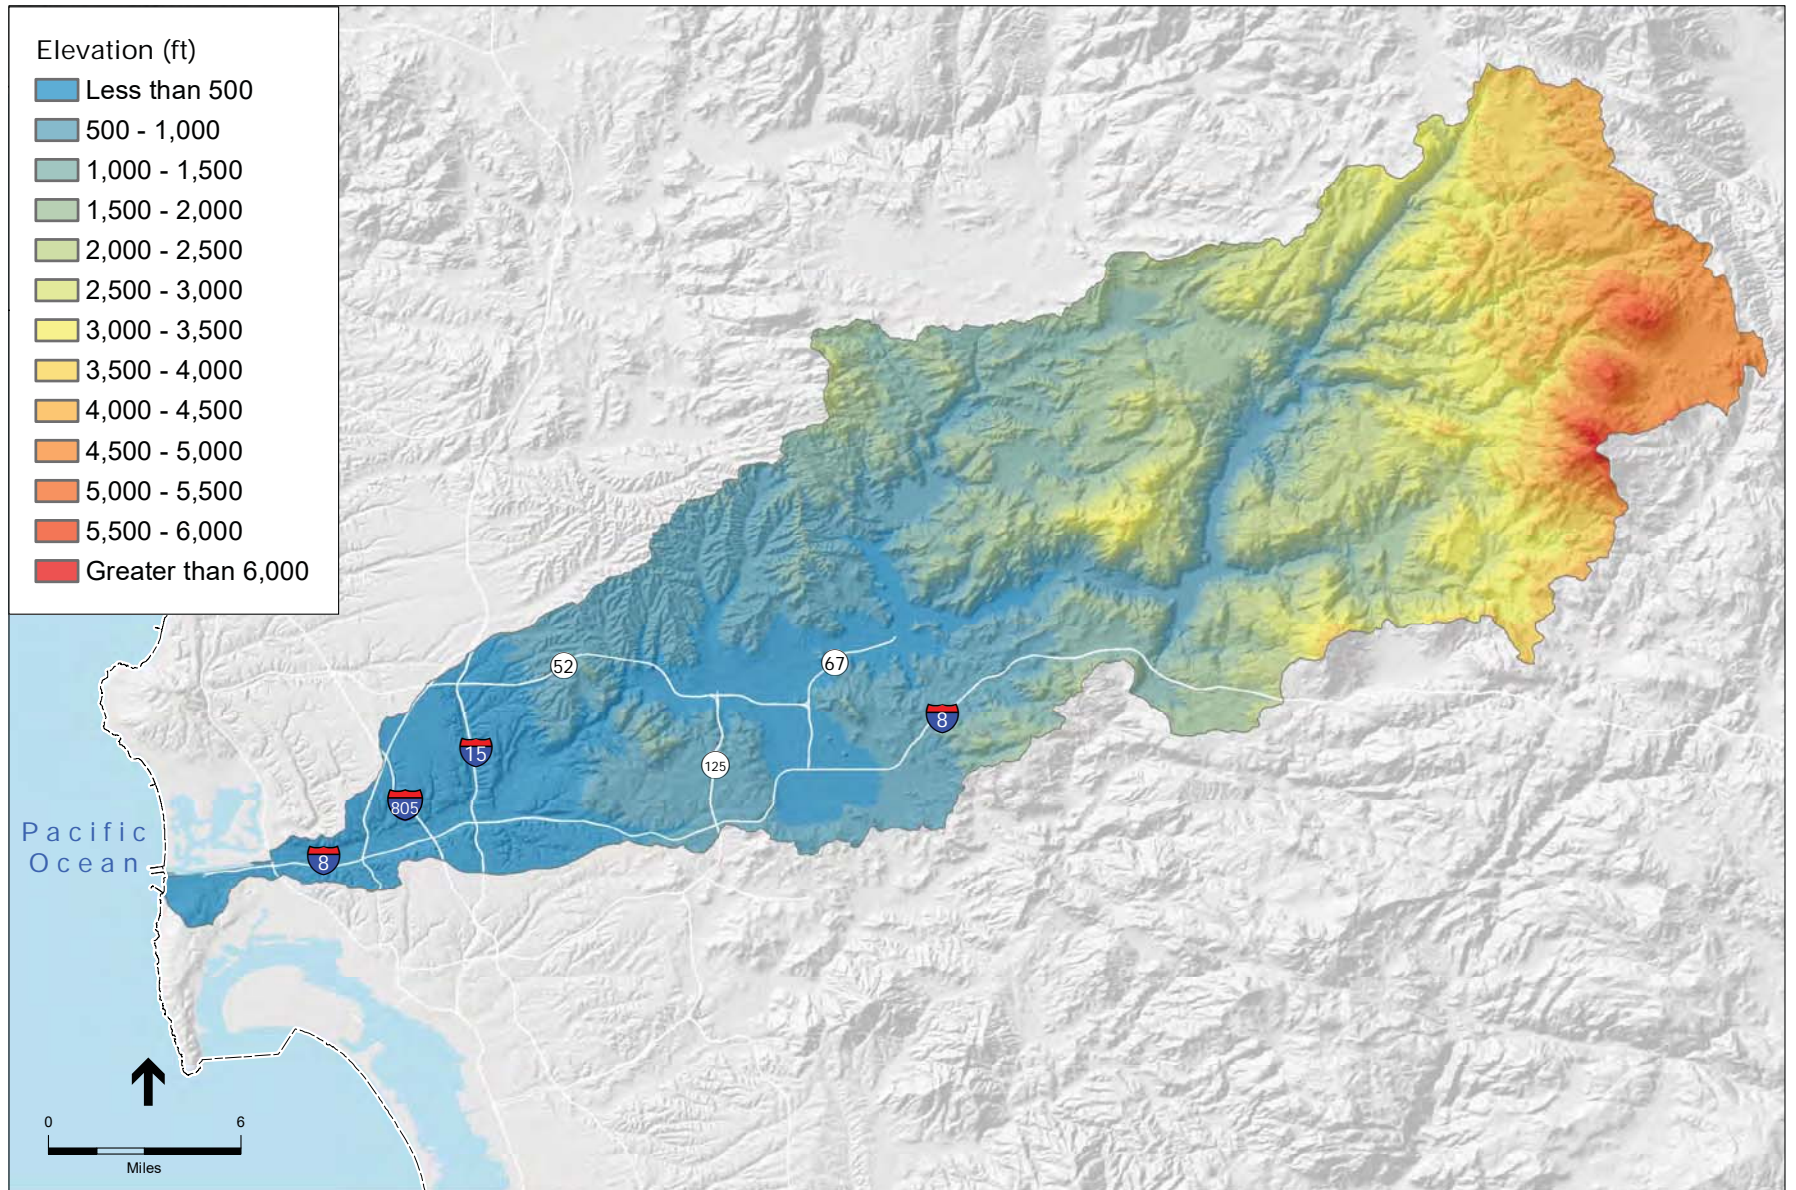 Elevation (ft)
Less than 500
500 - 1,000
1,000 - 1,500
1,500 - 2,000
2,000 - 2,500
2,500 - 3,000
3,000 - 3,500
3,500 - 4,000
4,000 - 4,500
4,500 - 5,000
5,000 - 5,500
5,500 - 6,000
Greater than 6,000
52
67
8
15
125
805
8
Pacific
Ocean
0 6
Miles